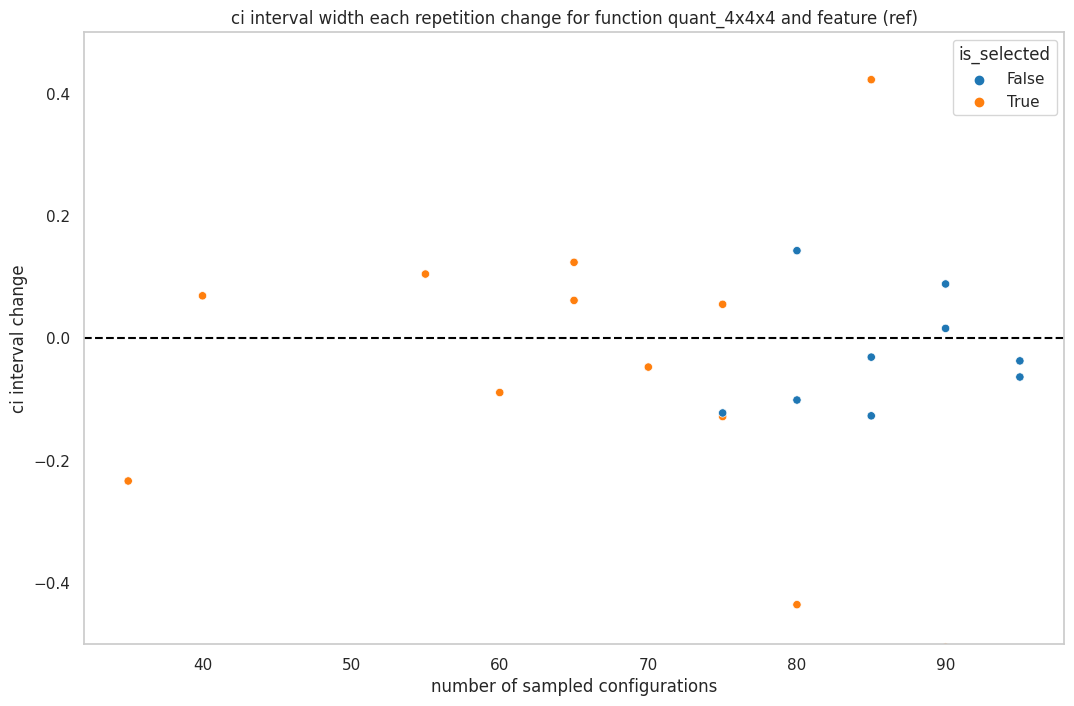 ci interval width each repetition change for function quant_4x4x4 and feature (ref)
is_selected
False
True
0.4
0.2
0.0
−0.2
−0.4
ci interval change
40
50
60
70
80
90
number of sampled configurations